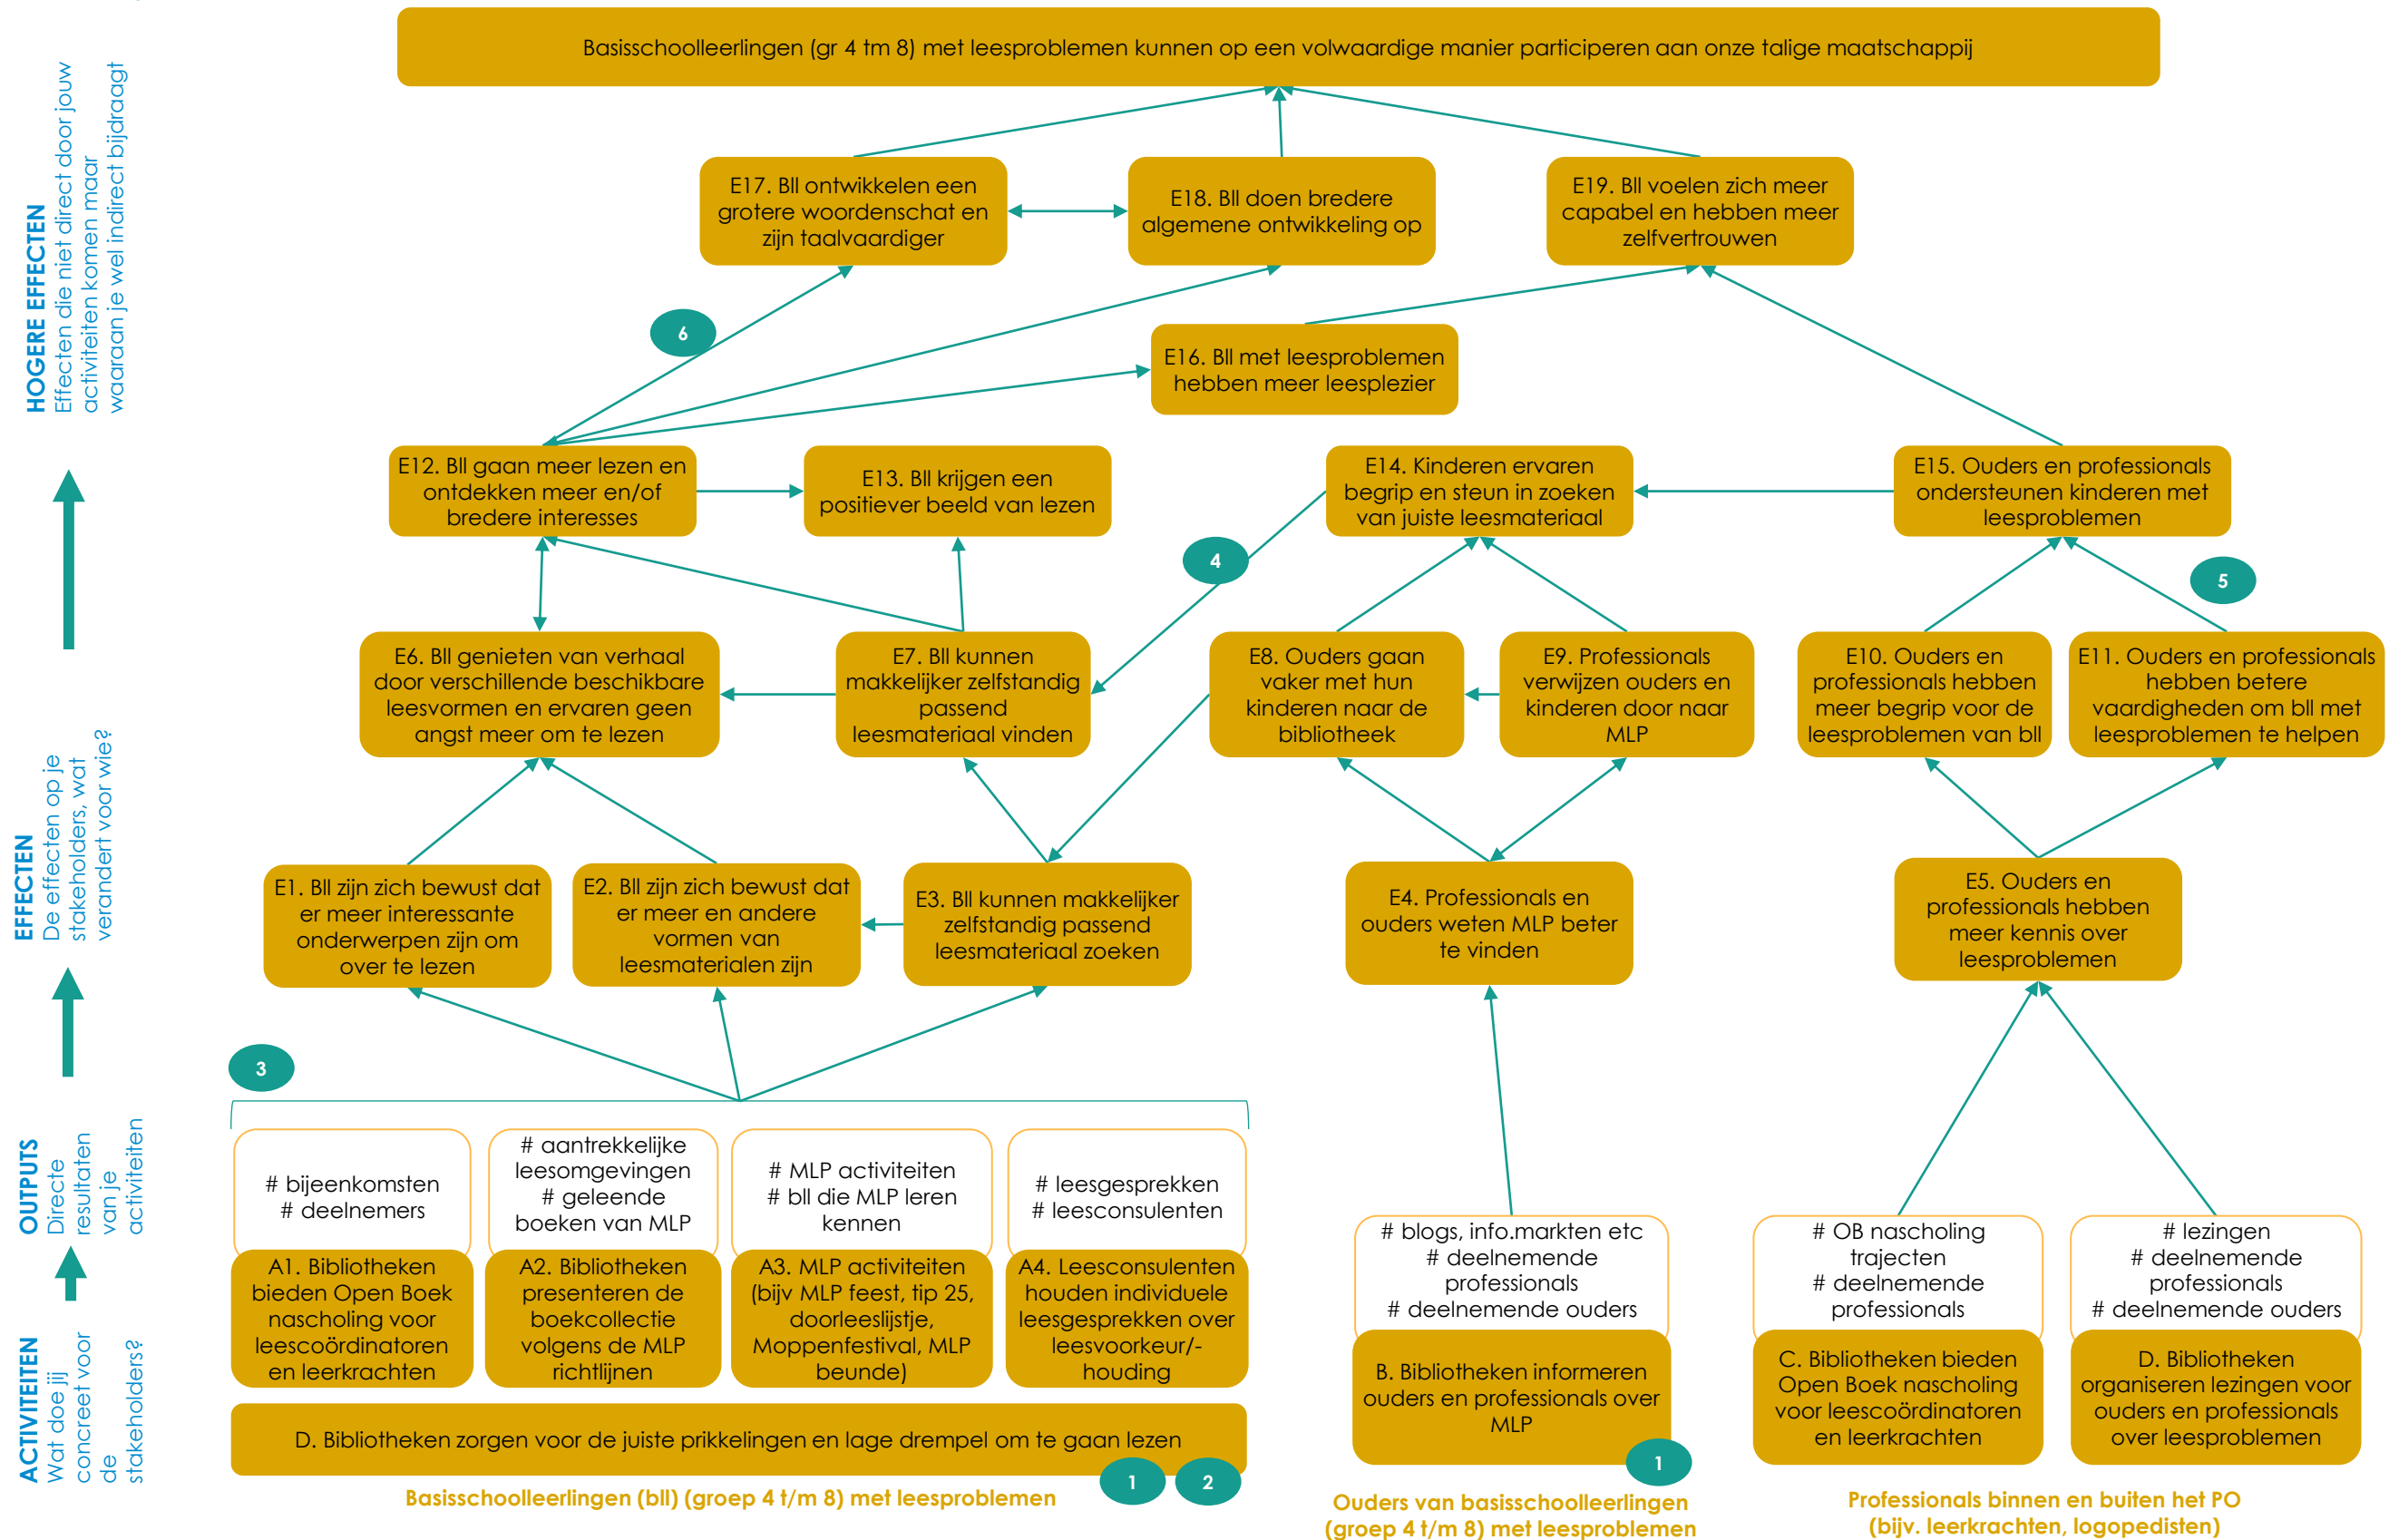 Basisschoolleerlingen (gr 4 tm 8) met leesproblemen kunnen op een volwaardige manier participeren aan onze talige maatschappij
HOGERE EFFECTEN
Effecten die niet direct door jouw
activiteiten komen maar
waaraan je wel indirect bijdraagt
E17. Bll ontwikkelen een
grotere woordenschat en
zijn taalvaardiger
E18. Bll doen bredere
algemene ontwikkeling op
E19. Bll voelen zich meer
capabel en hebben meer
zelfvertrouwen
6
E16. Bll met leesproblemen
hebben meer leesplezier
E12. Bll gaan meer lezen en
ontdekken meer en/of
bredere interesses
E13. Bll krijgen een
positiever beeld van lezen
E14. Kinderen ervaren
begrip en steun in zoeken
van juiste leesmateriaal
E15. Ouders en professionals
ondersteunen kinderen met
leesproblemen
4
5
EFFECTEN
De effecten op je
stakeholders, wat
verandert voor wie?
E6. Bll genieten van verhaal
door verschillende beschikbare
leesvormen en ervaren geen
angst meer om te lezen
E7. Bll kunnen
makkelijker zelfstandig
passend
leesmateriaal vinden
E8. Ouders gaan
vaker met hun
kinderen naar de
bibliotheek
E9. Professionals
verwijzen ouders en
kinderen door naar
MLP
E10. Ouders en
professionals hebben
meer begrip voor de
leesproblemen van bll
E11. Ouders en professionals
hebben betere
vaardigheden om bll met
leesproblemen te helpen
E1. Bll zijn zich bewust dat
er meer interessante
onderwerpen zijn om
over te lezen
E2. Bll zijn zich bewust dat
er meer en andere
vormen van
leesmaterialen zijn
E3. Bll kunnen makkelijker
zelfstandig passend
leesmateriaal zoeken
E4. Professionals en
ouders weten MLP beter
te vinden
E5. Ouders en
professionals hebben
meer kennis over
leesproblemen
3
OUTPUTS
Directe
resultaten
van je
activiteiten
# bijeenkomsten
# deelnemers
# aantrekkelijke
leesomgevingen
# geleende
boeken van MLP
# MLP activiteiten
# bll die MLP leren
kennen
# leesgesprekken
# leesconsulenten
# blogs, info.markten etc
# deelnemende
professionals
# deelnemende ouders
# OB nascholing
trajecten
# deelnemende
professionals
# lezingen
# deelnemende
professionals
# deelnemende ouders
ACTIVITEITEN
Wat doe jij
concreet voor
de
stakeholders?
A1. Bibliotheken
bieden Open Boek
nascholing voor
leescoördinatoren
en leerkrachten
A2. Bibliotheken
presenteren de
boekcollectie
volgens de MLP
richtlijnen
A3. MLP activiteiten
(bijv MLP feest, tip 25,
doorleeslijstje,
Moppenfestival, MLP
beunde)
A4. Leesconsulenten
houden individuele
leesgesprekken over
leesvoorkeur/-
houding
B. Bibliotheken informeren
ouders en professionals over
MLP
C. Bibliotheken bieden
Open Boek nascholing
voor leescoördinatoren
en leerkrachten
D. Bibliotheken
organiseren lezingen voor
ouders en professionals
over leesproblemen
D. Bibliotheken zorgen voor de juiste prikkelingen en lage drempel om te gaan lezen
1
2
1
Basisschoolleerlingen (bll) (groep 4 t/m 8) met leesproblemen
Ouders van basisschoolleerlingen
(groep 4 t/m 8) met leesproblemen
Professionals binnen en buiten het PO
(bijv. leerkrachten, logopedisten)